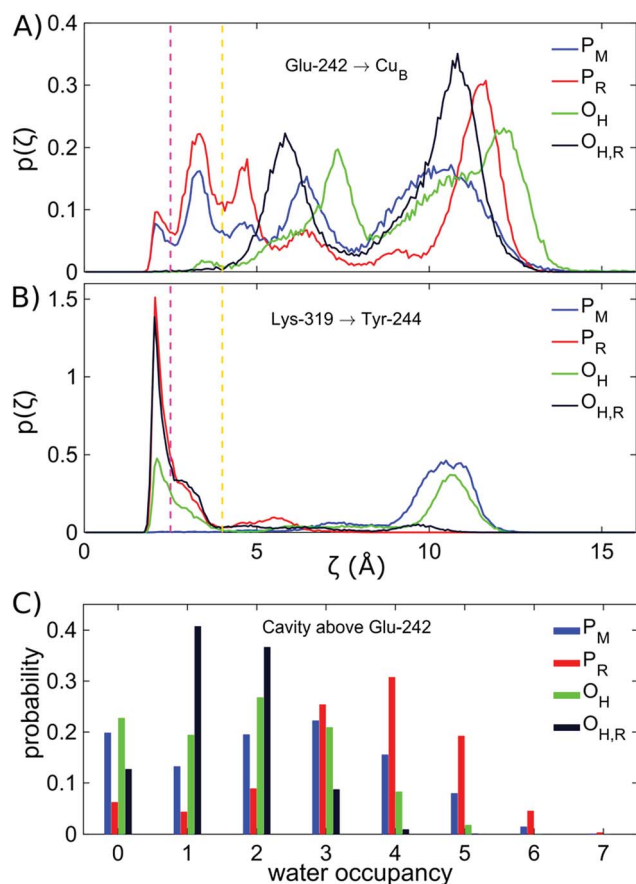 A)
0.4
0.3
0.2
0.1
0
p(ζ)
Glu-242 → CuB
PM
PR
OH
OH,R
B)
1.5
1
0.5
0
p(ζ)
Lys-319 → Tyr-244
PM
PR
OH
OH,R
0 5 10 15
ζ (Å)
C)
0.4
0.3
0.2
0.1
0
probability
Cavity above Glu-242
PM
PR
OH
OH,R
0 1 2 3 4 5 6 7
water occupancy